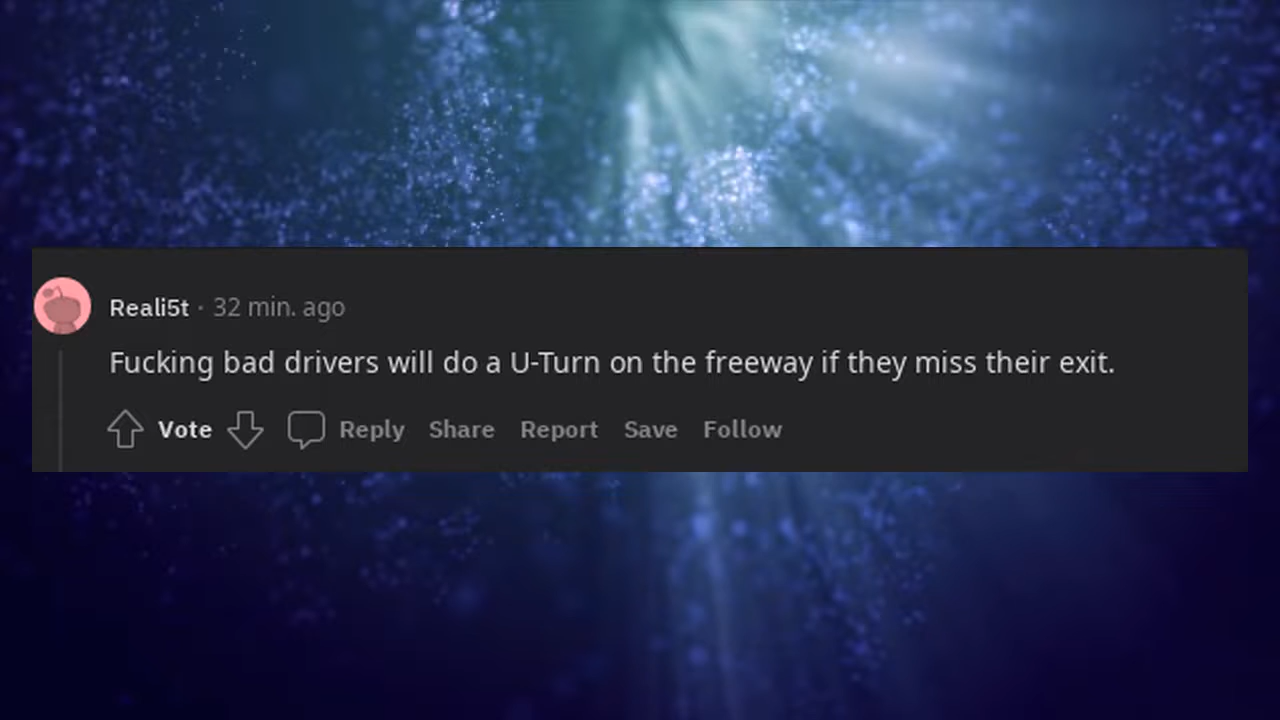 Reali5t · 32 min. ago
Fucking bad drivers will do a U-Turn on the freeway if they miss their exit.
Vote Reply Share Report Save Follow